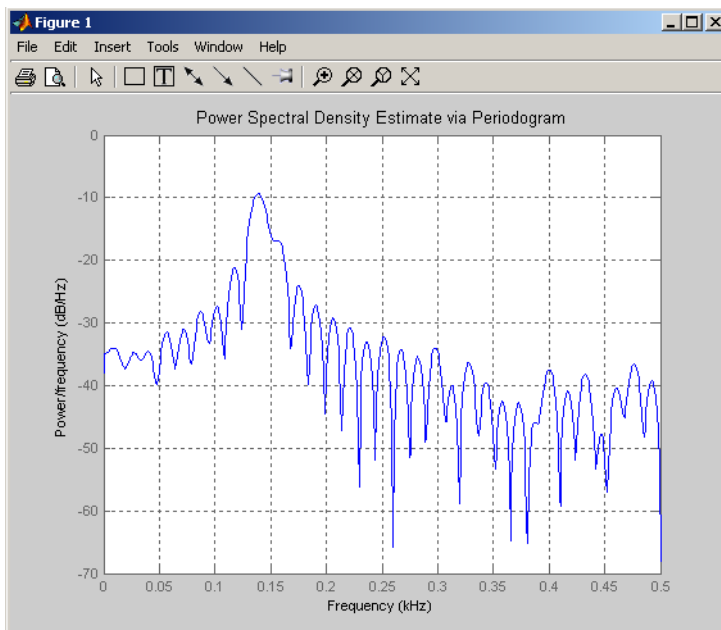 Figure 1
File Edit Insert Tools Window Help
T
Power Spectral Density Estimate via Periodogram
0
-10
-20
-30
-40
-50
-60
-70
Power/frequency (dB/Hz)
0 0.05 0.1 0.15 0.2 0.25 0.3 0.35 0.4 0.45 0.5
Frequency (kHz)